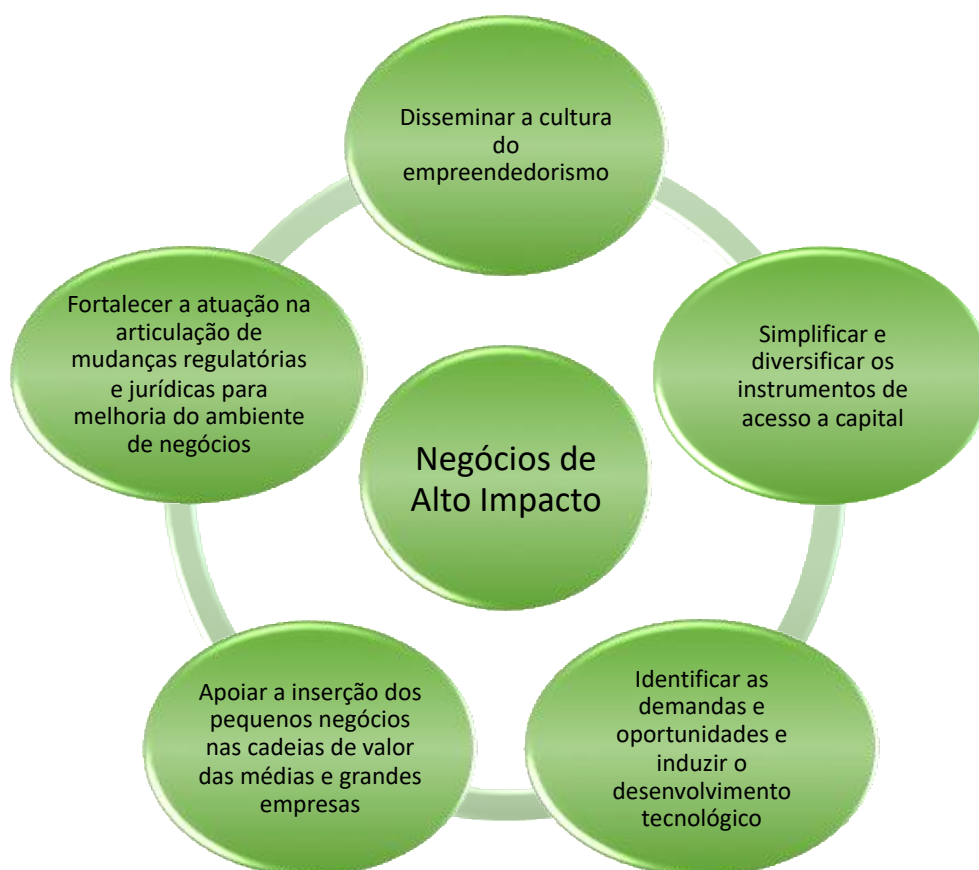 Disseminar a cultura
do
empreendedorismo
Simplificar e
diversificar os
instrumentos de
acesso a capital
Identificar as
demandas e
oportunidades e
induzir o
desenvolvimento
tecnológico
Apoiar a inserção dos
pequenos negócios
nas cadeias de valor
das médias e grandes
empresas
Fortalecer a atuação na
articulação de
mudanças regulatórias
e jurídicas para
melhoria do ambiente
de negócios
Negócios de
Alto Impacto